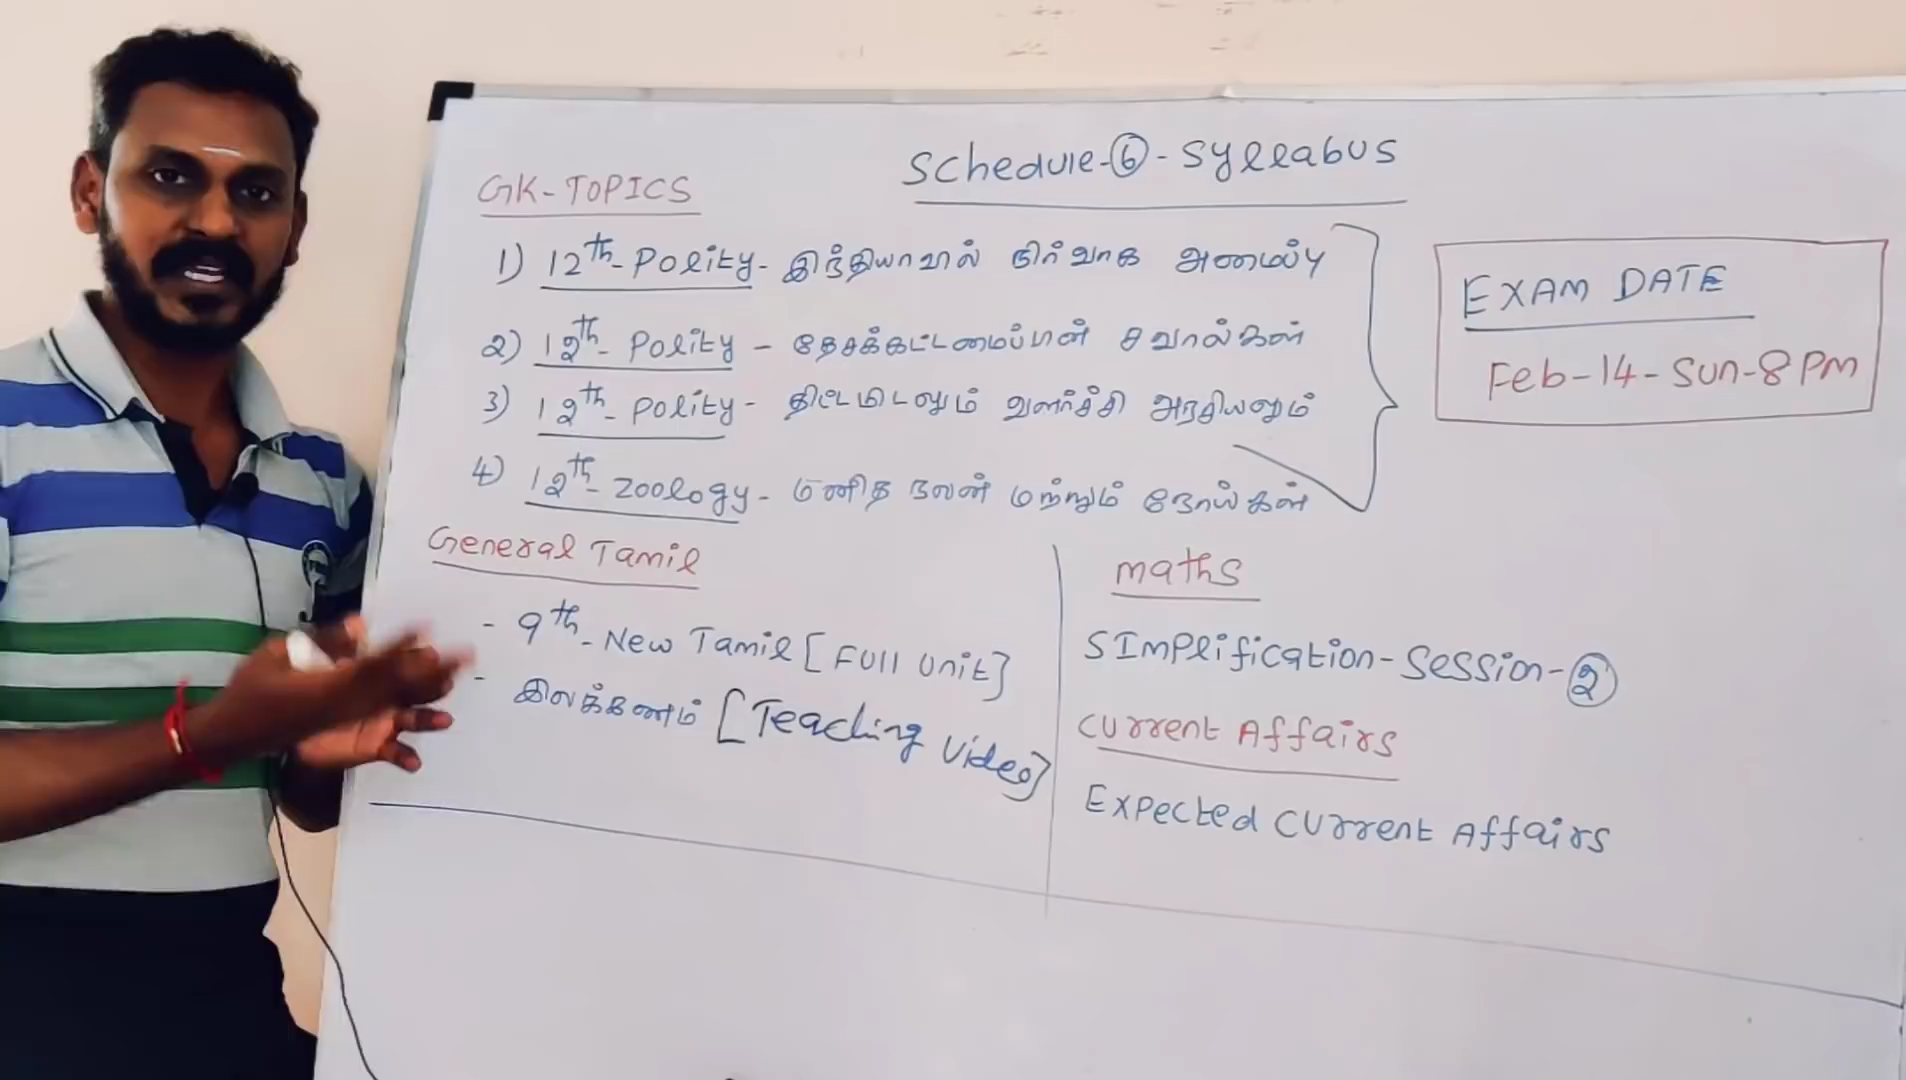 Schedule-6-Syllabus
GK-TOPICS
1) 12th-Polity- இந்தியாவில் நிர்வாக அமைப்பு
2) 12th-Polity - தேசக்கட்டமைப்பின் சவால்கள்
3) 12th-Polity- திட்டமிடலும் வளர்ச்சி அரசியலும்
4) 12th-Zoology- மனித நலன் மற்றும் நோய்கள்
EXAM DATE
Feb-14-Sun-8PM
General Tamil
- 9th-New Tamil [Full Unit]
- இலக்கணம் [Teaching Video]
Maths
Simplification-Session-2
Current Affairs
Expected Current Affairs